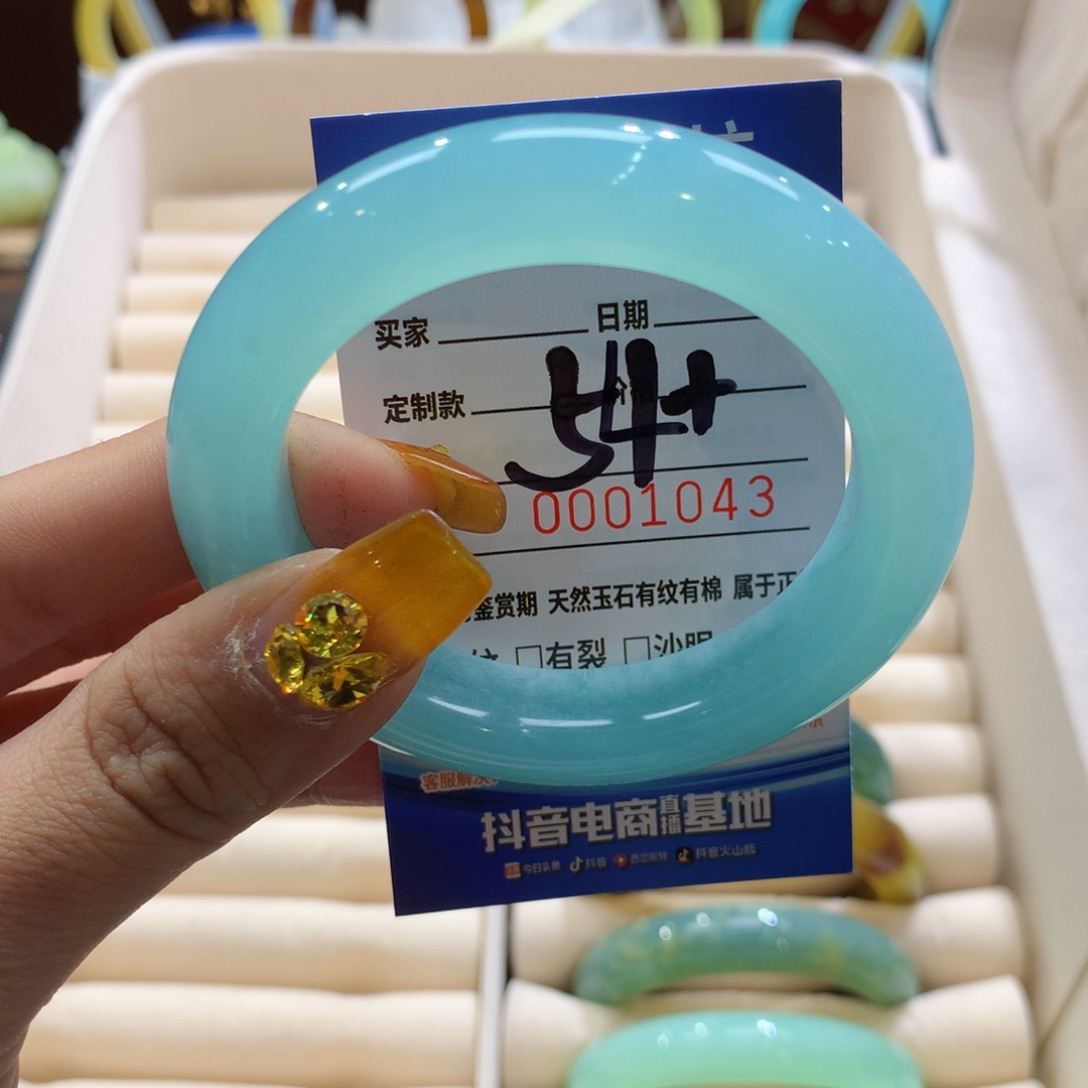 买家 日期
定制款
54+
0001043
鉴赏期 天然玉石有纹有棉 属于正
纹 □有裂 □沙眼
客服解决
抖音电商直播基地
今日头条 抖音 西瓜视频 抖音火山版